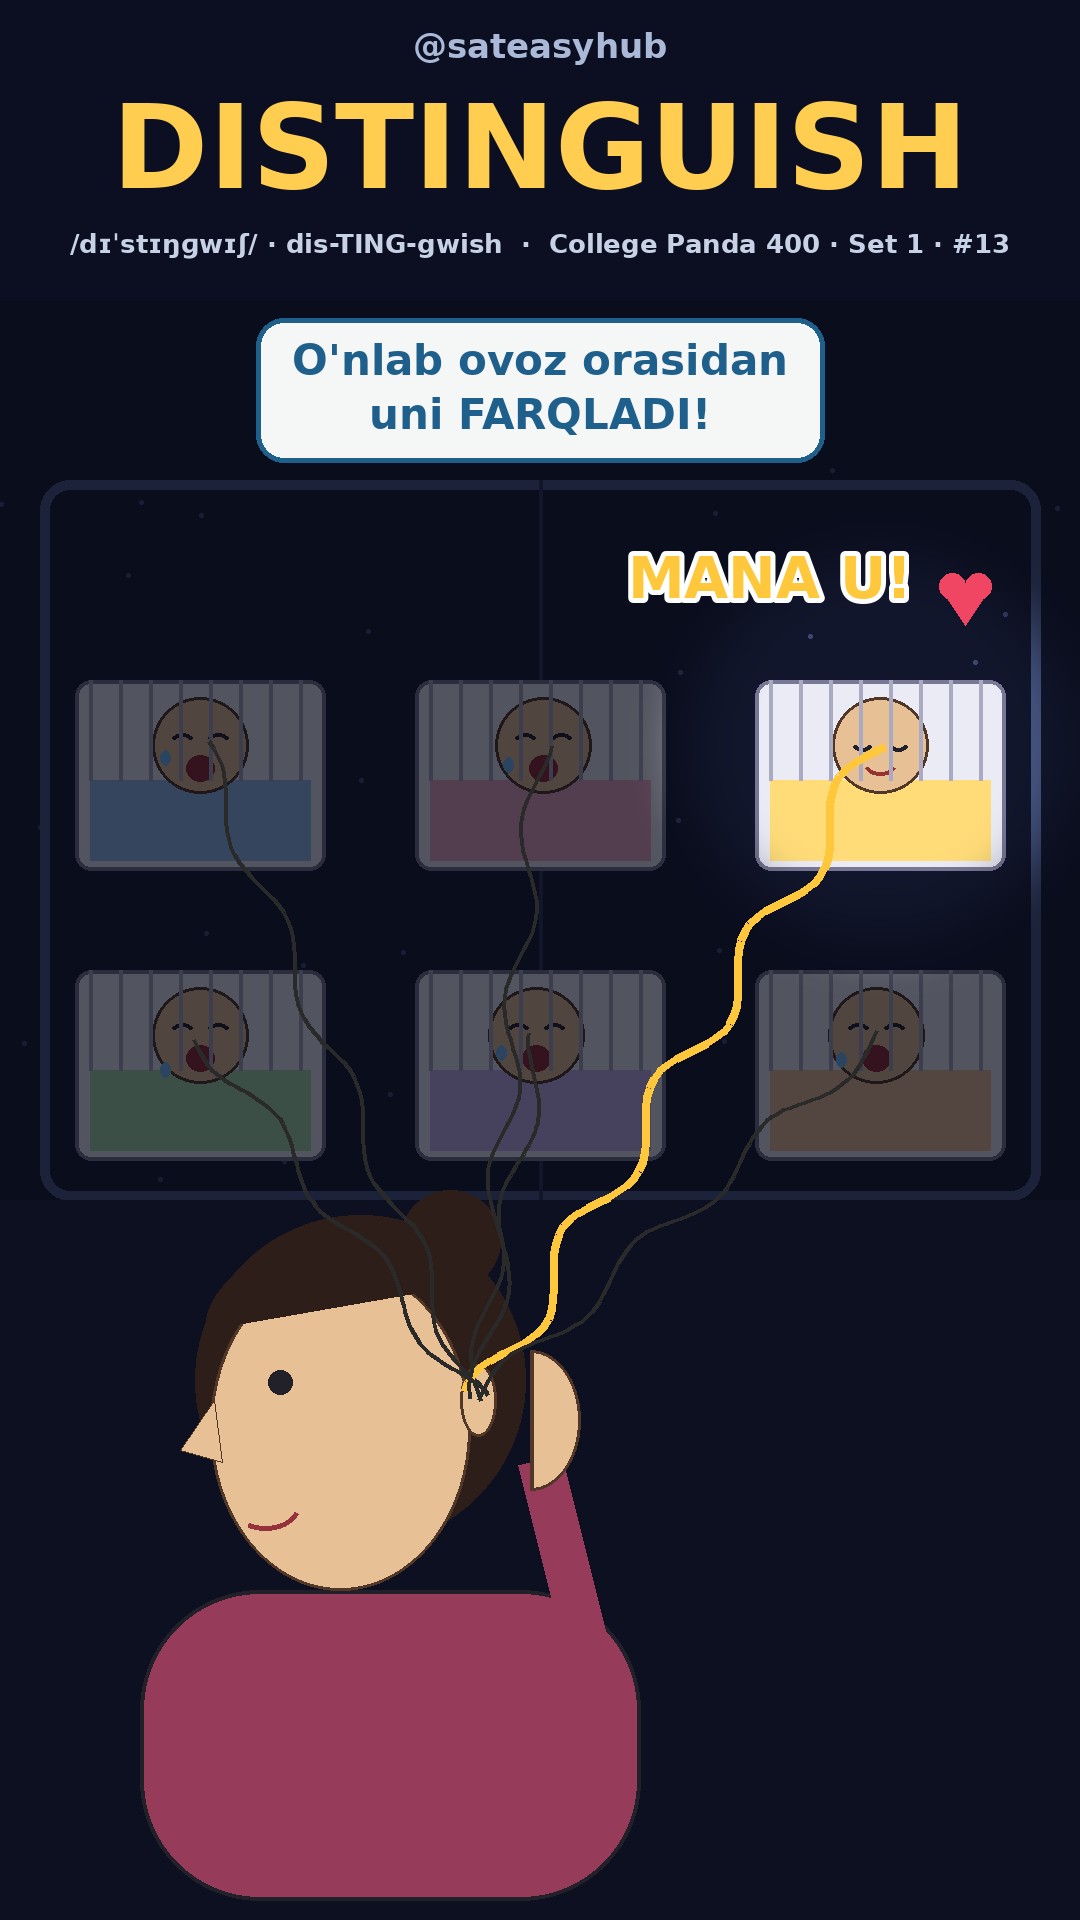 @sateasyhub
DISTINGUISH
/dɪˈstɪŋgwɪʃ/ · dis-TING-gwish · College Panda 400 · Set 1 · #13
O'nlab ovoz orasidan
uni FARQLADI!
MANA U!